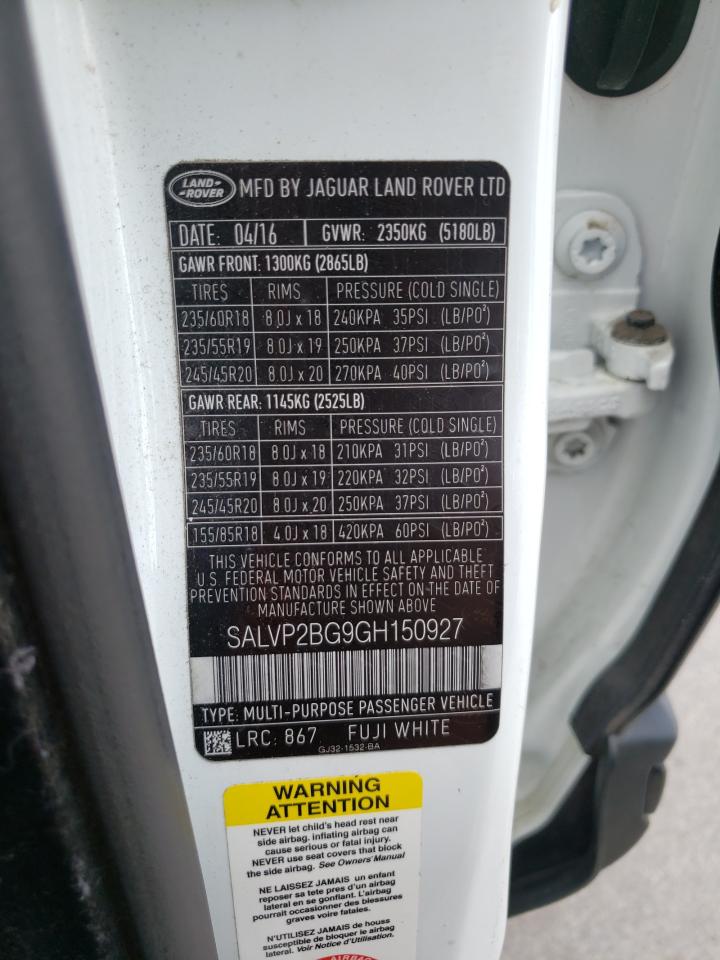 LAND-ROVER MFD BY JAGUAR LAND ROVER LTD
DATE: 04/16 GVWR: 2350KG (5180LB)
GAWR FRONT: 1300KG (2865LB)
TIRES RIMS PRESSURE (COLD SINGLE)
235/60R18 8.0J x 18 240KPA 35PSI (LB/PO²)
235/55R19 8.0J x 19 250KPA 37PSI (LB/PO²)
245/45R20 8.0J x 20 270KPA 40PSI (LB/PO²)
GAWR REAR: 1145KG (2525LB)
TIRES RIMS PRESSURE (COLD SINGLE)
235/60R18 8.0J x 18 210KPA 31PSI (LB/PO²)
235/55R19 8.0J x 19 220KPA 32PSI (LB/PO²)
245/45R20 8.0J x 20 250KPA 37PSI (LB/PO²)
155/85R18 4.0J x 18 420KPA 60PSI (LB/PO²)
THIS VEHICLE CONFORMS TO ALL APPLICABLE
U.S. FEDERAL MOTOR VEHICLE SAFETY AND THEFT
PREVENTION STANDARDS IN EFFECT ON THE DATE
OF MANUFACTURE SHOWN ABOVE
SALVP2BG9GH150927
TYPE: MULTI-PURPOSE PASSENGER VEHICLE
LRC: 867 FUJI WHITE
GJ32-1532-BA
WARNING
ATTENTION
NEVER let child's head rest near
side airbag. inflating airbag can
cause serious or fatal injury.
NEVER use seat covers that block
the side airbag. See Owners' Manual
NE LAISSEZ JAMAIS un enfant
reposer sa tete pres d'un airbag
lateral en se gonflant. L'airbag
pourrait occasioner des blessures
voire graves fatales.
N'UTILISEZ JAMAIS de houss
susceptible de bloquer le airbag
lateral. Voir Notice d'Utilisation.
AIRBAG